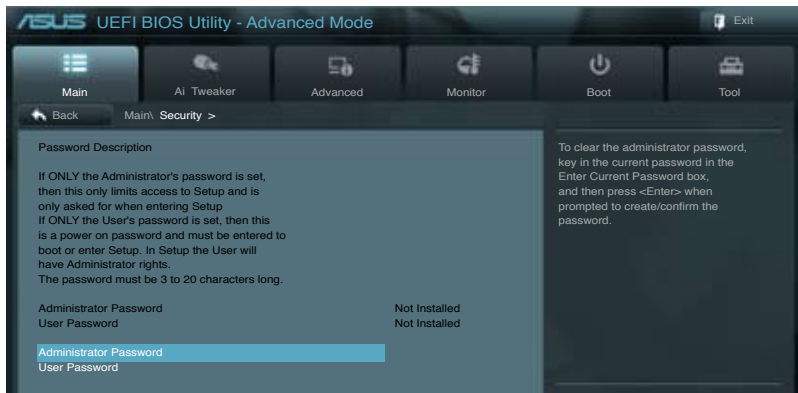 ASUS UEFI BIOS Utility - Advanced Mode
Exit
Main
Ai Tweaker
Advanced
Monitor
Boot
Tool
Back
Main\ Security >
Password Description
If ONLY the Administrator's password is set,
then this only limits access to Setup and is
only asked for when entering Setup
If ONLY the User's password is set, then this
is a power on password and must be entered to
boot or enter Setup. In Setup the User will
have Administrator rights.
The password must be 3 to 20 characters long.
Administrator Password Not Installed
User Password Not Installed
Administrator Password
User Password
To clear the administrator password,
key in the current password in the
Enter Current Password box,
and then press <Enter> when
prompted to create/confirm the
password.